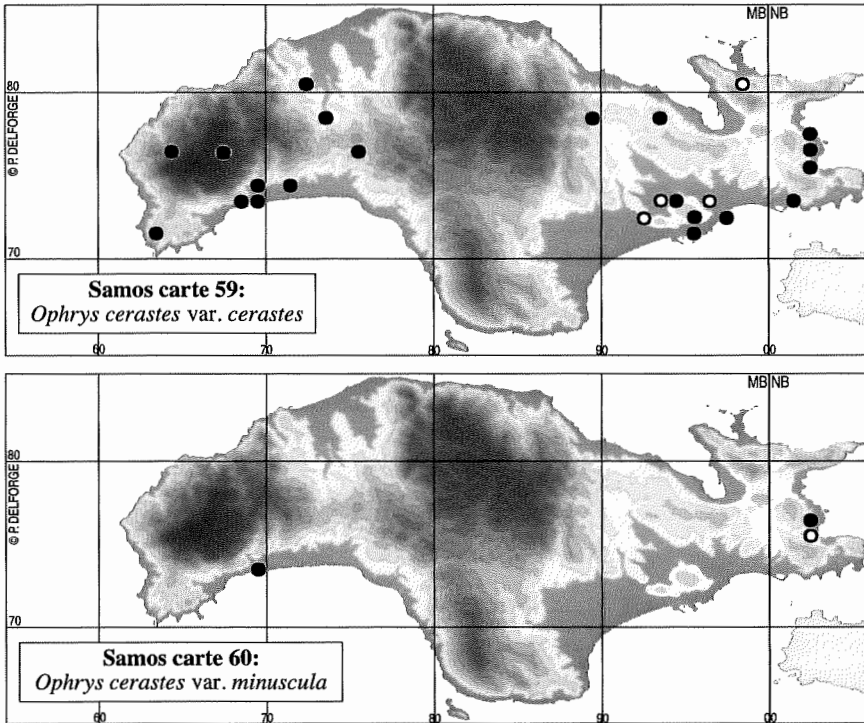 MB NB
80
© P. DELFORGE
70
Samos carte 59:
Ophrys cerastes var. cerastes
60 70 80 90 00
MB NB
80
© P. DELFORGE
70
Samos carte 60:
Ophrys cerastes var. minuscula
60 70 80 90 00